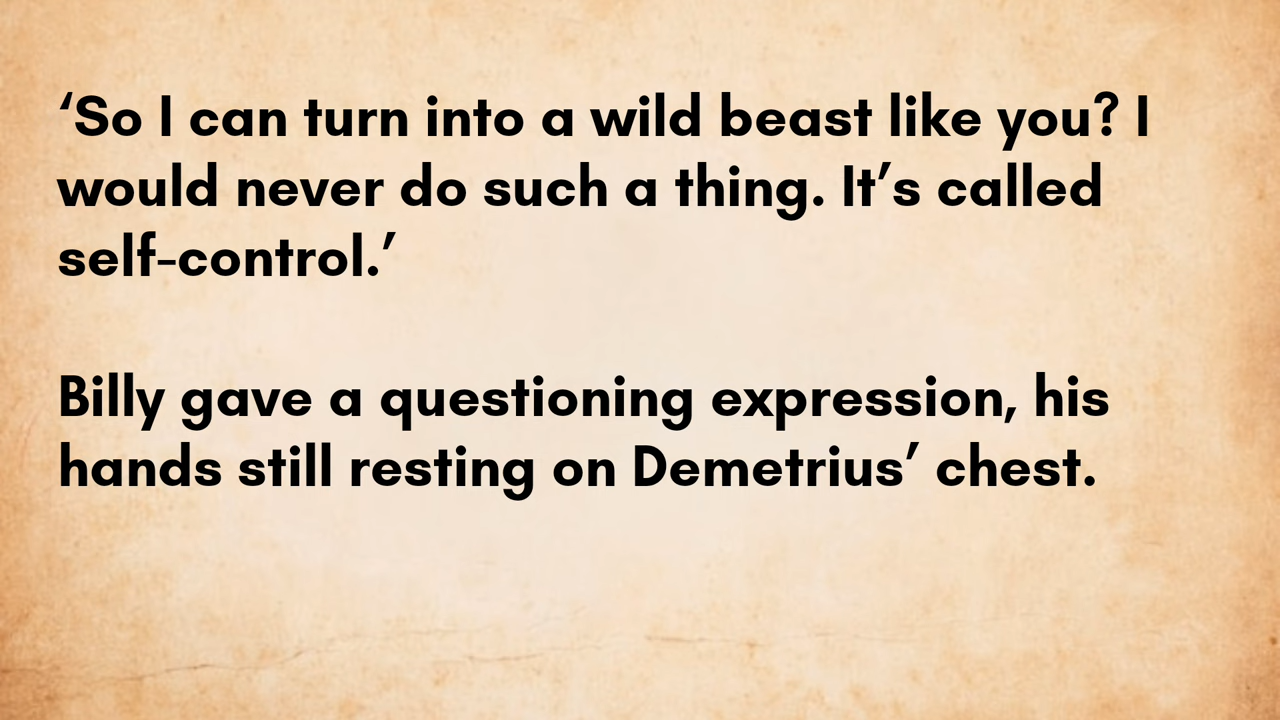 ‘So I can turn into a wild beast like you? I
would never do such a thing. It’s called
self-control.’
Billy gave a questioning expression, his
hands still resting on Demetrius’ chest.